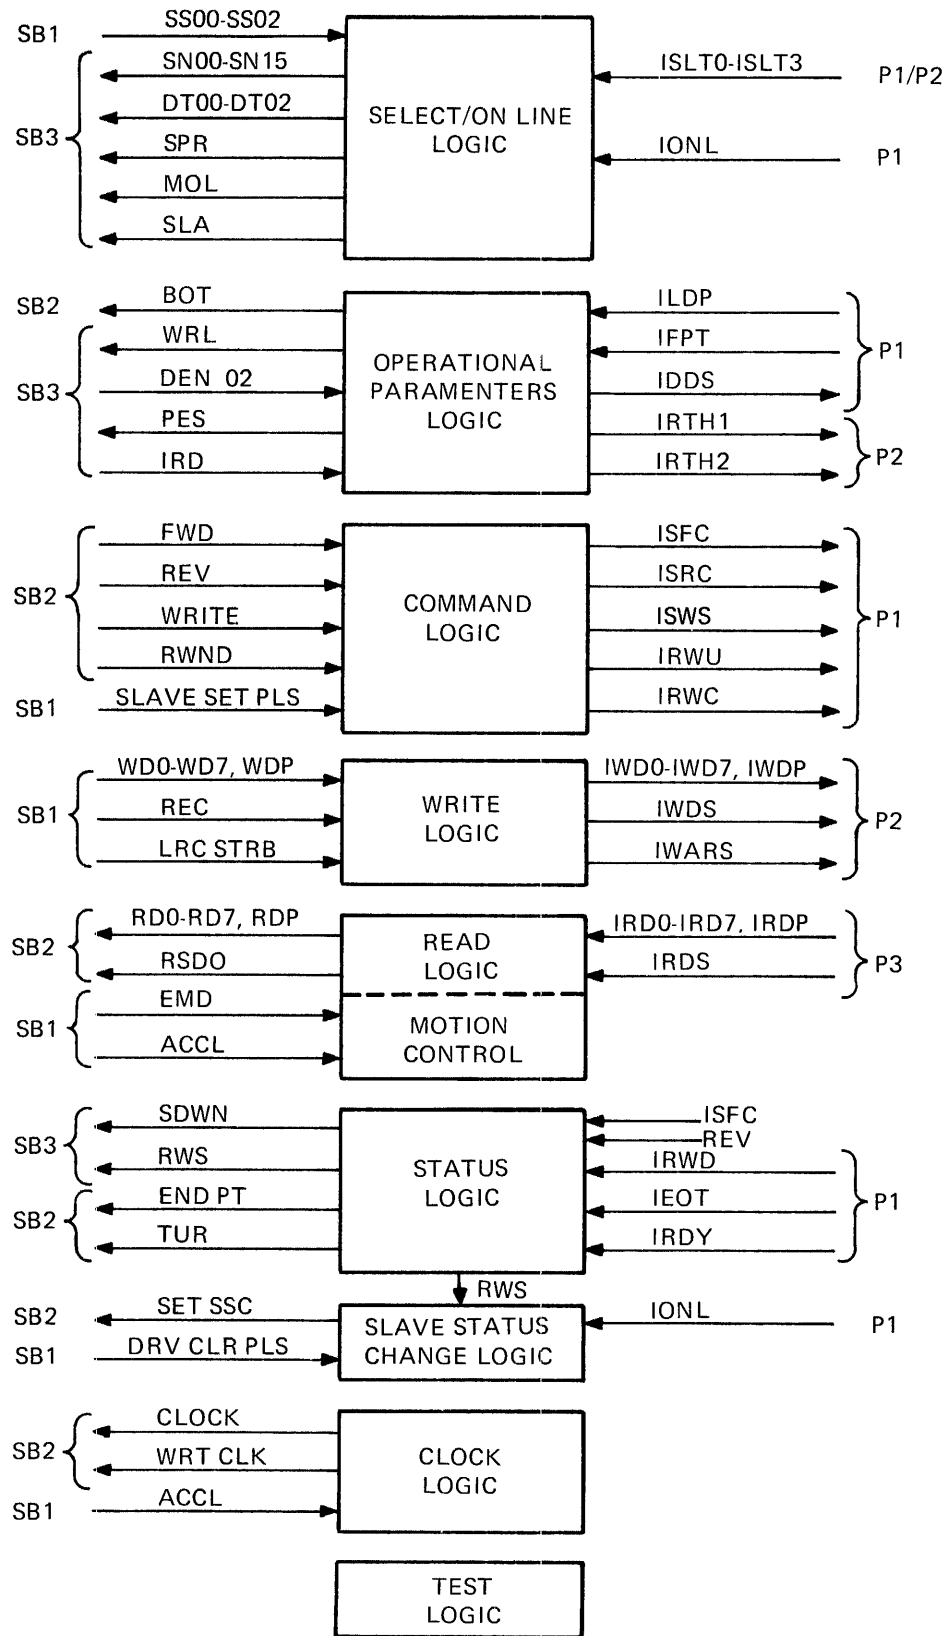 SB1
SS00-SS02
SN00-SN15
DT00-DT02
SB3
SPR
MOL
SLA
SELECT/ON LINE
LOGIC
ISLT0-ISLT3
P1/P2
IONL
P1
SB2
BOT
WRL
SB3
DEN 02
PES
IRD
OPERATIONAL
PARAMENTERS
LOGIC
ILDP
IFPT
P1
IDDS
IRTH1
P2
IRTH2
FWD
REV
SB2
WRITE
RWND
SB1
SLAVE SET PLS
COMMAND
LOGIC
ISFC
ISRC
ISWS
P1
IRWU
IRWC
WD0-WD7, WDP
SB1
REC
LRC STRB
WRITE
LOGIC
IWD0-IWD7, IWDP
IWDS
P2
IWARS
RD0-RD7, RDP
SB2
RSDO
EMD
SB1
ACCL
READ
LOGIC
MOTION
CONTROL
IRD0-IRD7, IRDP
IRDS
P3
SDWN
SB3
RWS
END PT
SB2
TUR
STATUS
LOGIC
ISFC
REV
IRWD
IEOT
P1
IRDY
RWS
SB2
SET SSC
SB1
DRV CLR PLS
SLAVE STATUS
CHANGE LOGIC
IONL
P1
CLOCK
SB2
WRT CLK
SB1
ACCL
CLOCK
LOGIC
TEST
LOGIC